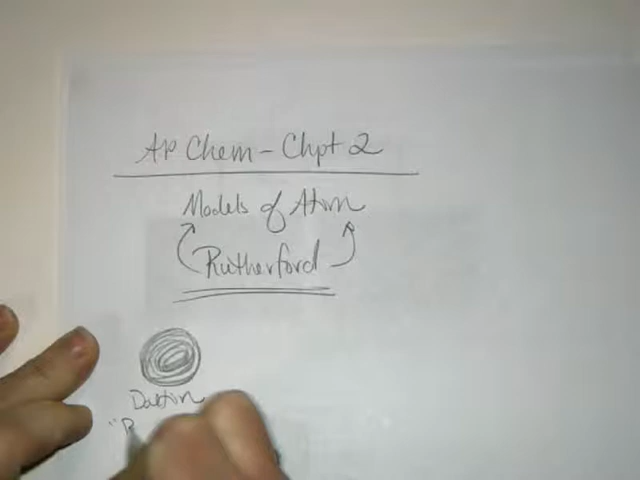 AP Chem – Chpt 2
Models of Atom
Rutherford
Dalton
"B